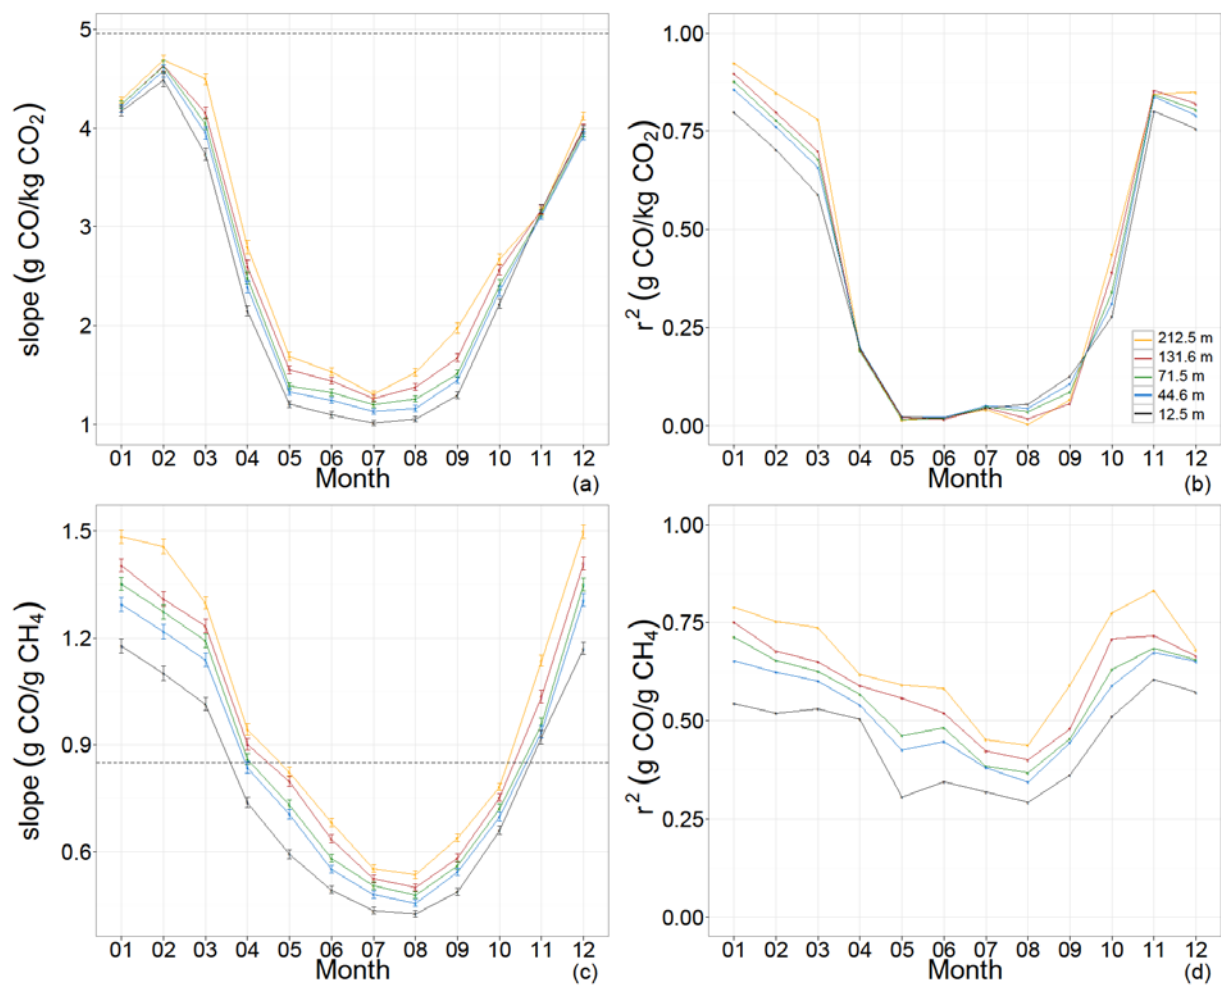 5
4
3
2
1
slope (g CO/kg CO₂)
01 02 03 04 05 06 07 08 09 10 11 12
Month
(a)
1.00
0.75
0.50
0.25
0.00
r² (g CO/kg CO₂)
212.5 m
131.6 m
71.5 m
44.6 m
12.5 m
01 02 03 04 05 06 07 08 09 10 11 12
Month
(b)
1.5
1.2
0.9
0.6
slope (g CO/g CH₄)
01 02 03 04 05 06 07 08 09 10 11 12
Month
(c)
1.00
0.75
0.50
0.25
0.00
r² (g CO/g CH₄)
01 02 03 04 05 06 07 08 09 10 11 12
Month
(d)